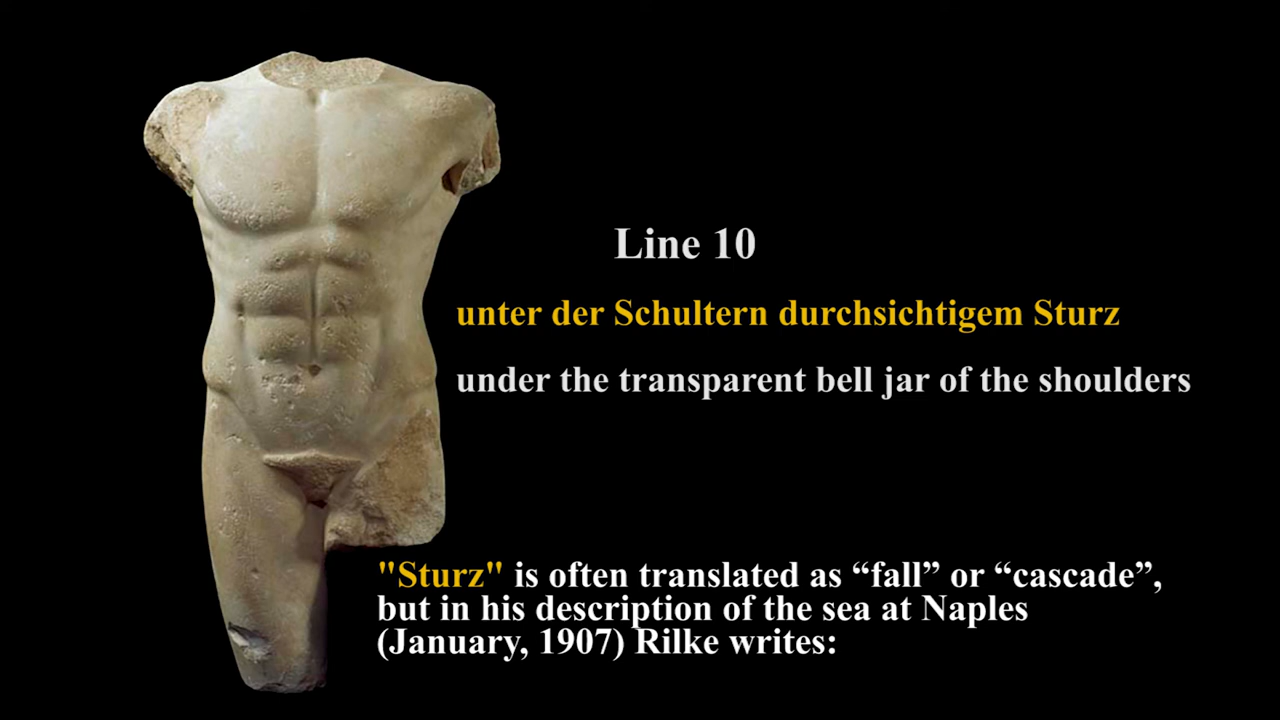 Line 10
unter der Schultern durchsichtigem Sturz
under the transparent bell jar of the shoulders
"Sturz" is often translated as “fall” or “cascade”,
but in his description of the sea at Naples
(January, 1907) Rilke writes: